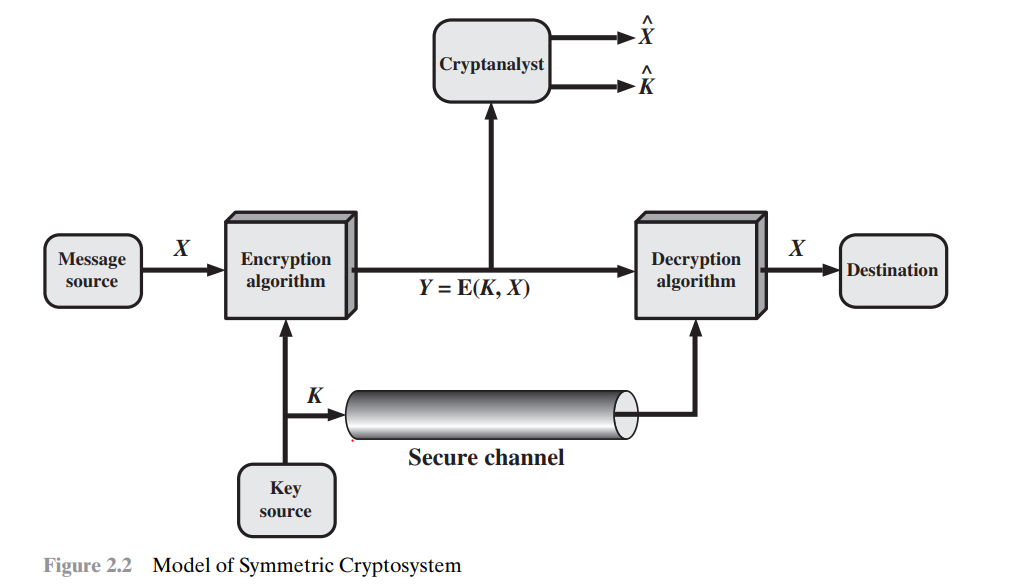 X̂
Cryptanalyst
K̂
Message
source
X
Encryption
algorithm
Y = E(K, X)
Decryption
algorithm
X
Destination
K
Secure channel
Key
source
Figure 2.2 Model of Symmetric Cryptosystem